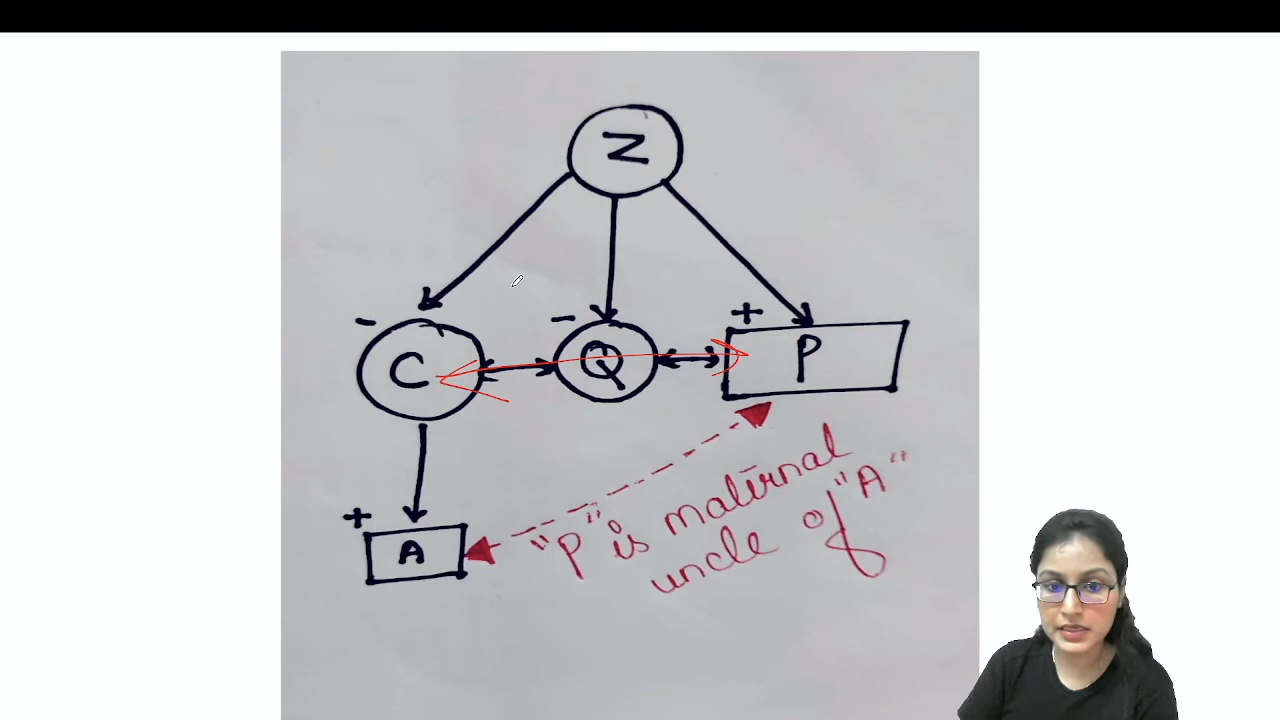 Z
- - +
C Q P
+
A
"P" is maternal
uncle of "A"